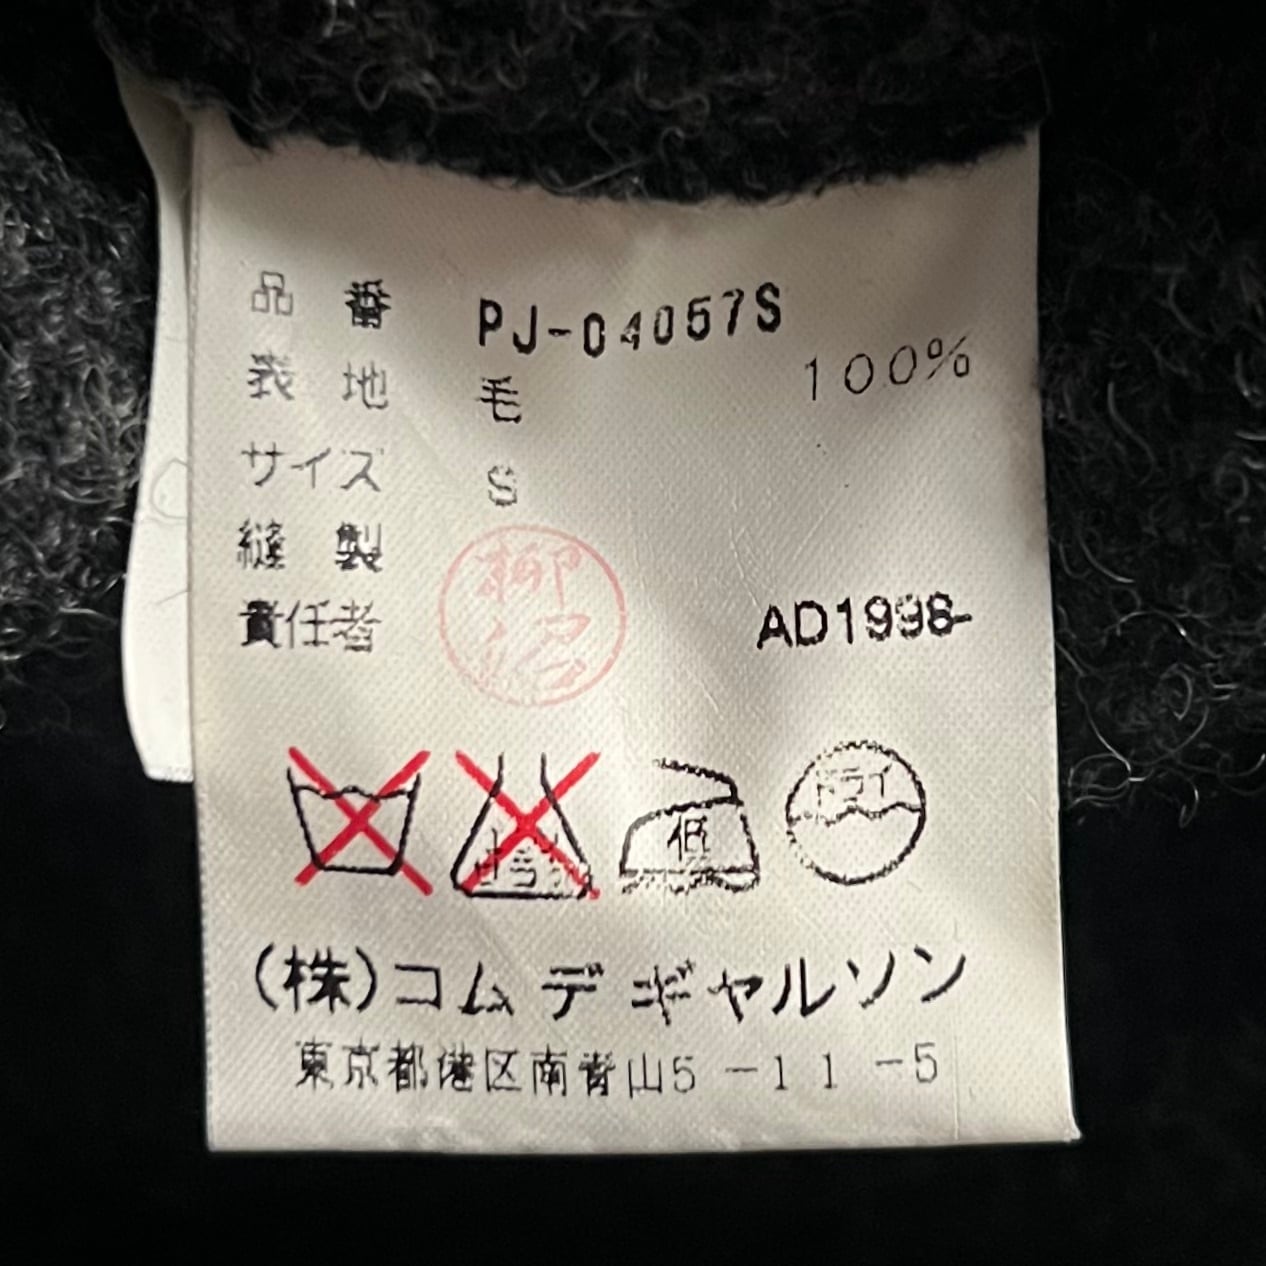 品番 PJ-04057S
表地 毛 100%
サイズ S
縫製
責任者
AD1998-
ドライ
低
(株)コム デ ギャルソン
東京都港区南青山5-11-5